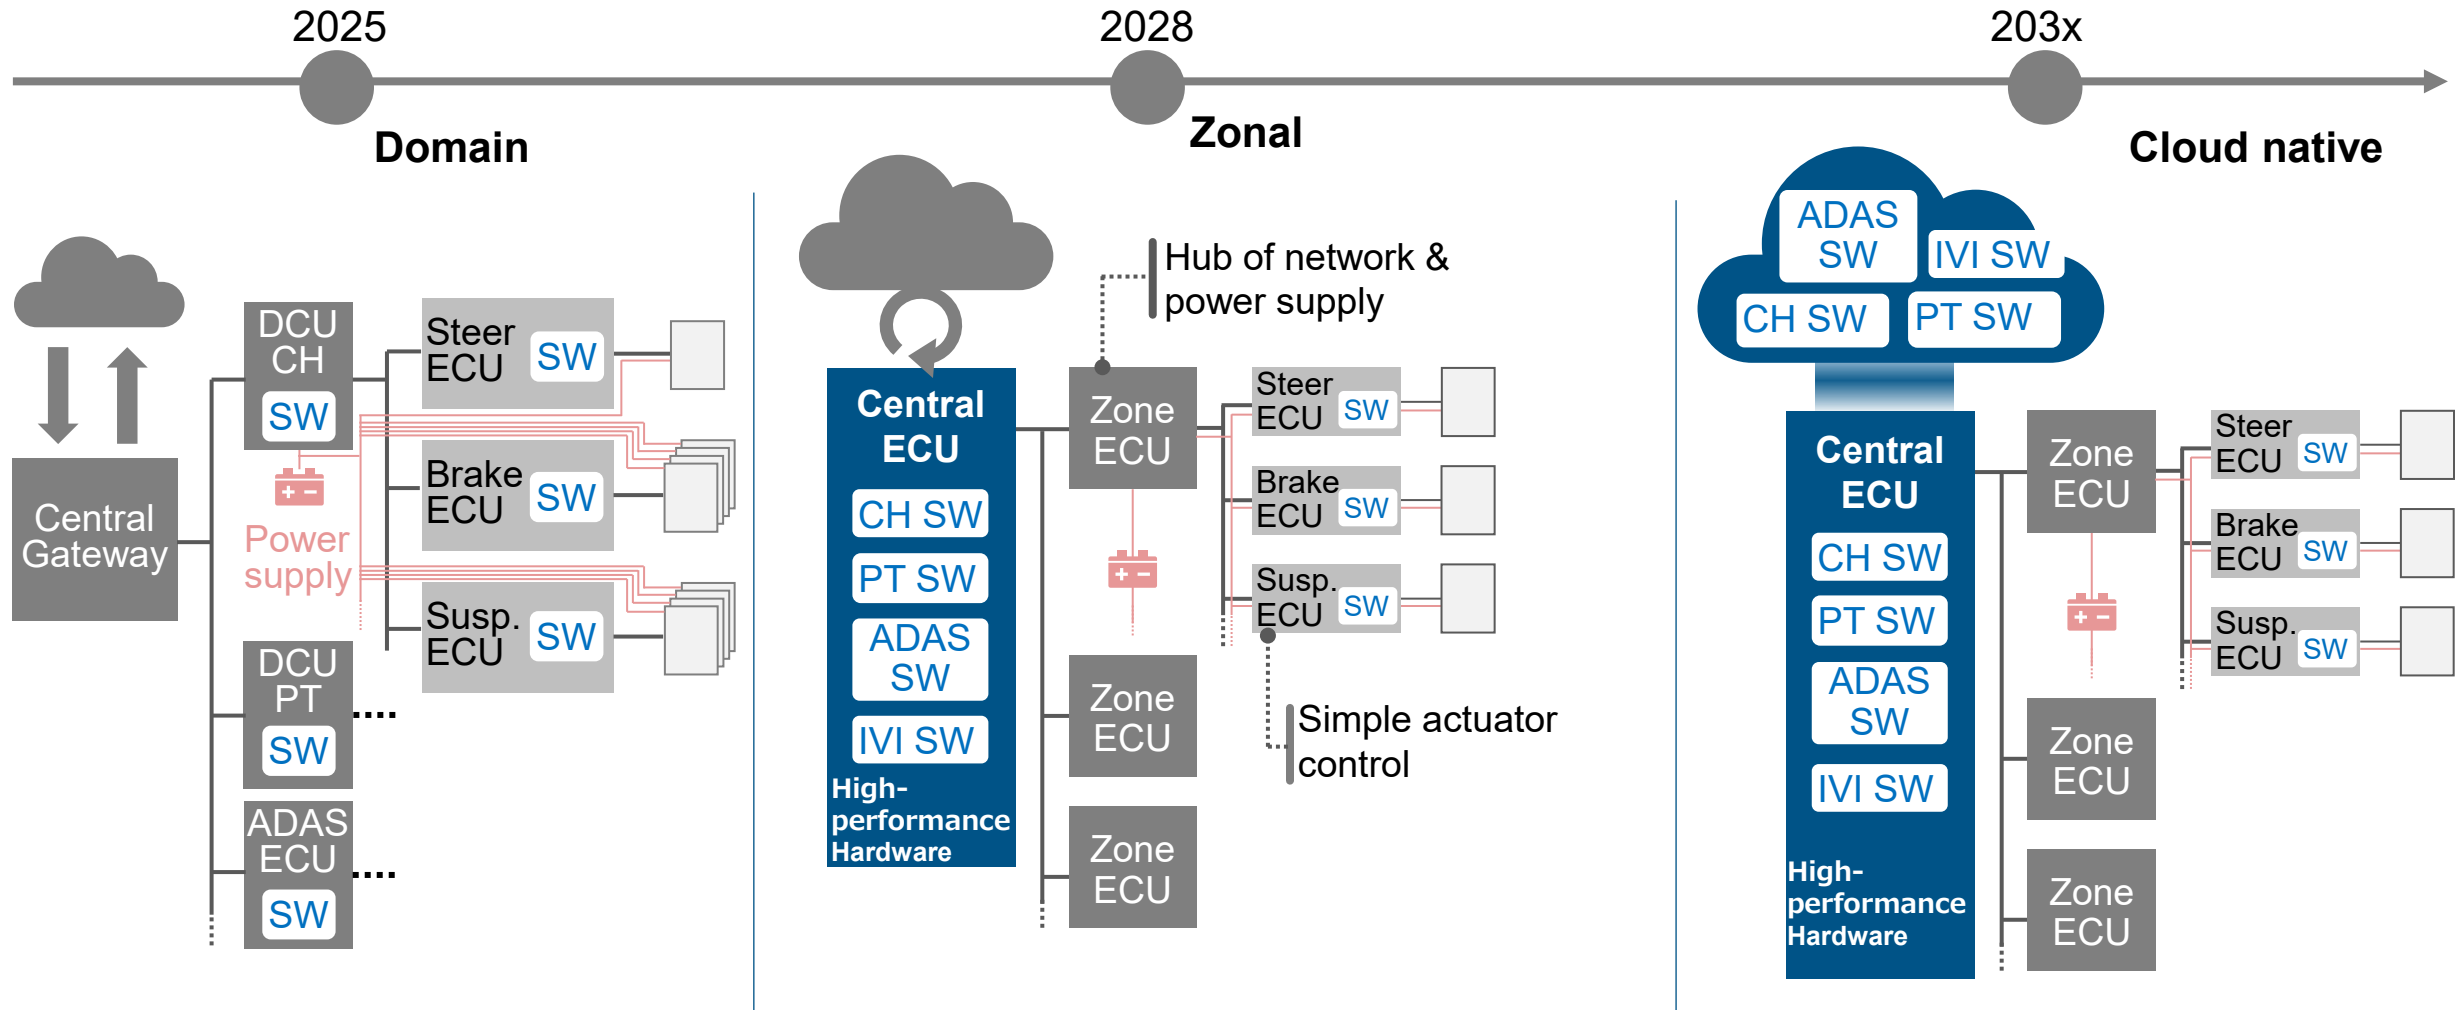 2025
2028
203x
Domain
Zonal
Cloud native
DCU
CH
SW
Steer
ECU
SW
Brake
ECU
SW
Susp.
ECU
SW
Power
supply
Central
Gateway
DCU
PT
SW
....
ADAS
ECU
SW
....
Hub of network &
power supply
Central
ECU
CH SW
PT SW
ADAS
SW
IVI SW
High-
performance
Hardware
Zone
ECU
Steer
ECU
SW
Brake
ECU
SW
Susp.
ECU
SW
Zone
ECU
Zone
ECU
Simple actuator
control
ADAS
SW
IVI SW
CH SW
PT SW
Central
ECU
CH SW
PT SW
ADAS
SW
IVI SW
High-
performance
Hardware
Zone
ECU
Steer
ECU
SW
Brake
ECU
SW
Susp.
ECU
SW
Zone
ECU
Zone
ECU